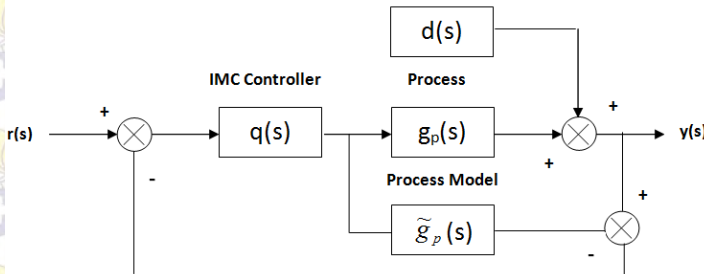 d(s)
IMC Controller
Process
+
+
r(s)
q(s)
gₚ(s)
y(s)
-
+
Process Model
+
g̃ₚ(s)
-